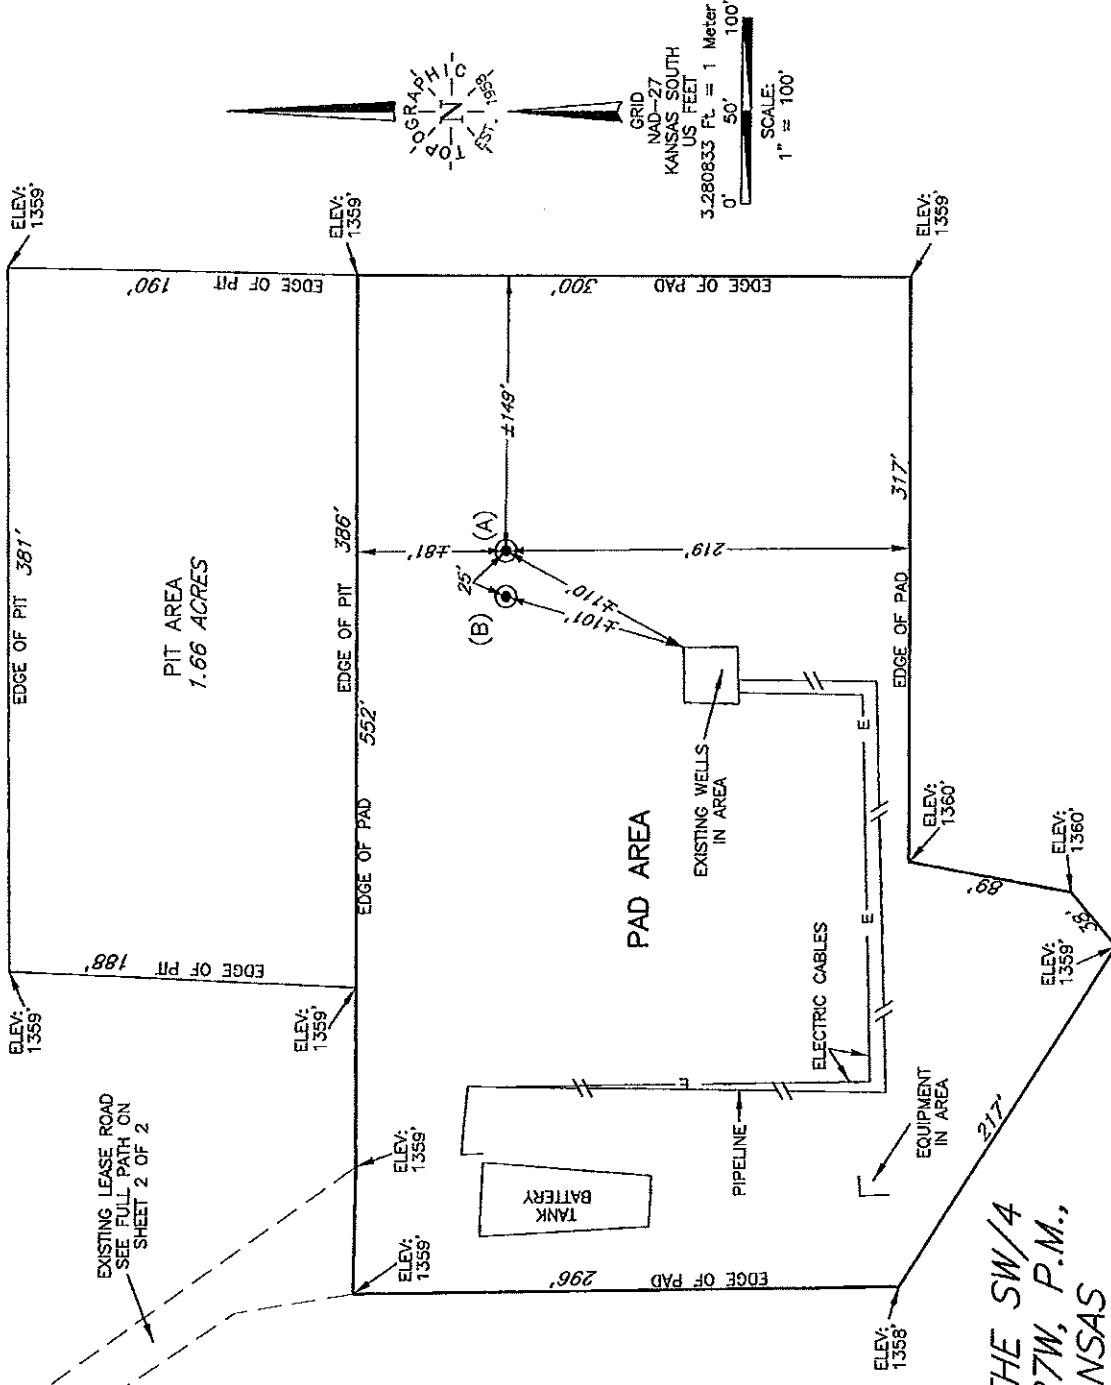 EXISTING LEASE ROAD
SEE FULL PATH ON
SHEET 2 OF 2
ELEV:
1359'
ELEV:
1359'
EDGE OF PIT 381'
PIT AREA
1.66 ACRES
EDGE OF PIT 188'
EDGE OF PIT 190'
ELEV:
1359'
ELEV:
1359'
EDGE OF PAD
552'
EDGE OF PIT 386'
ELEV:
1359'
ELEV:
1359'
TANK
BATTERY
EDGE OF PAD 296'
PIPELINE
E
ELECTRIC CABLES
E
E
PAD AREA
EXISTING WELLS
IN AREA
(B)
(A)
25'
±81'
±149'
±101'
±110'
219'
EDGE OF PAD 300'
EDGE OF PAD 317'
ELEV:
1359'
ELEV:
1360'
89'
ELEV:
1360'
38'
ELEV:
1359'
217'
EQUIPMENT
IN AREA
ELEV:
1358'
TOPOGRAPHIC
N
EST. 1958
GRID
NAD-27
KANSAS SOUTH
US FEET
3.280833 Ft. = 1 Meter
0' 50' 100'
SCALE:
1" = 100'
THE SW/4
P.M.,